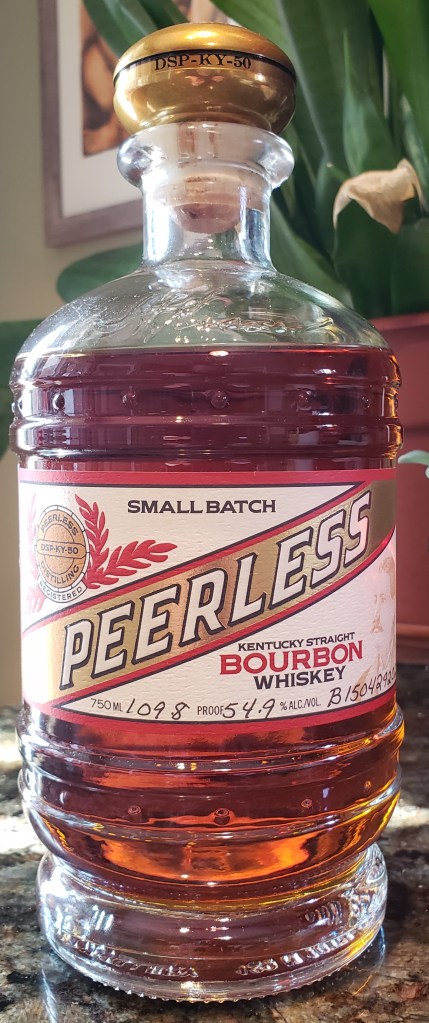 DSP-KY-50
SMALL BATCH
PEERLESS
DSP-KY-50
DISTILLING
REGISTERED
PEERLESS
KENTUCKY STRAIGHT
BOURBON
WHISKEY
750 ML 109.8 PROOF 54.9 % ALC/VOL.